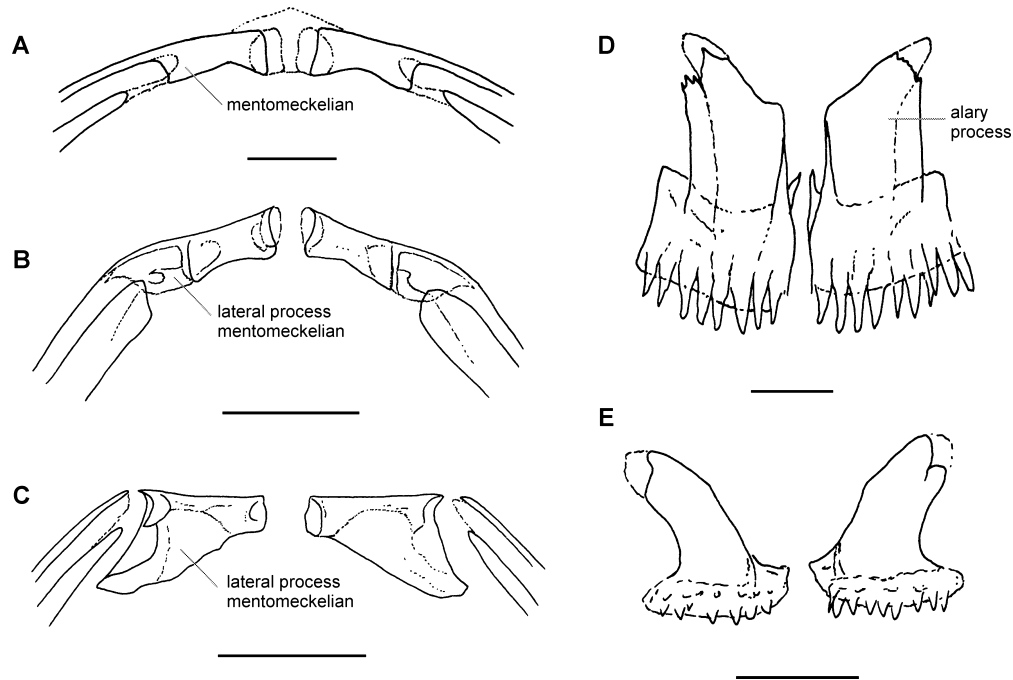 A
mentomeckelian
B
lateral process
mentomeckelian
C
lateral process
mentomeckelian
D
alary
process
E